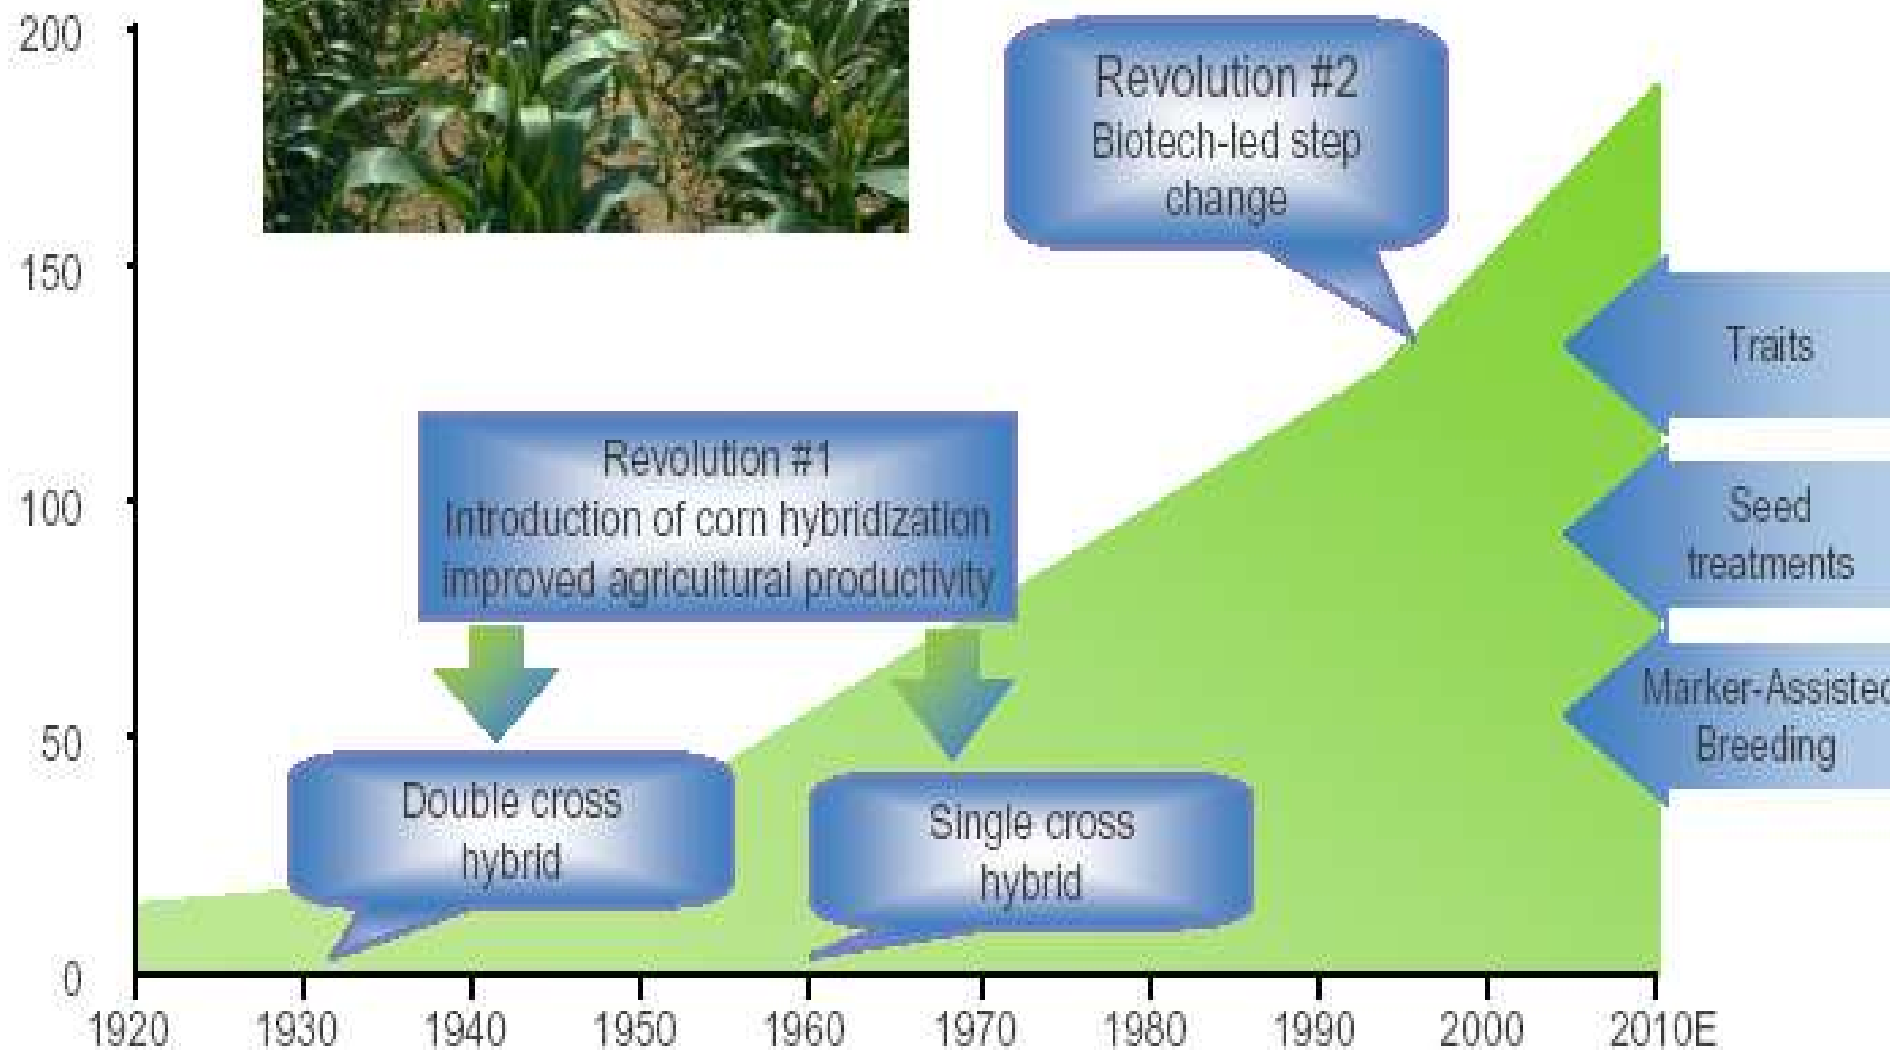 200
150
100
50
0
Revolution #2
Biotech-led step
change
Revolution #1
Introduction of corn hybridization
improved agricultural productivity
Double cross
hybrid
Single cross
hybrid
Traits
Seed
treatments
Marker-Assisted
Breeding
1920 1930 1940 1950 1960 1970 1980 1990 2000 2010E